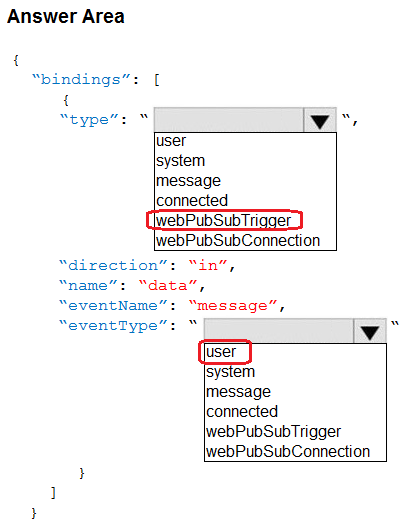 Answer Area
{
“bindings”: [
{
“type”: “ “,
user
system
message
connected
webPubSubTrigger
webPubSubConnection
“direction”: “in”,
“name”: “data”,
“eventName”: “message”,
“eventType”: “ “
user
system
message
connected
webPubSubTrigger
webPubSubConnection
}
]
}